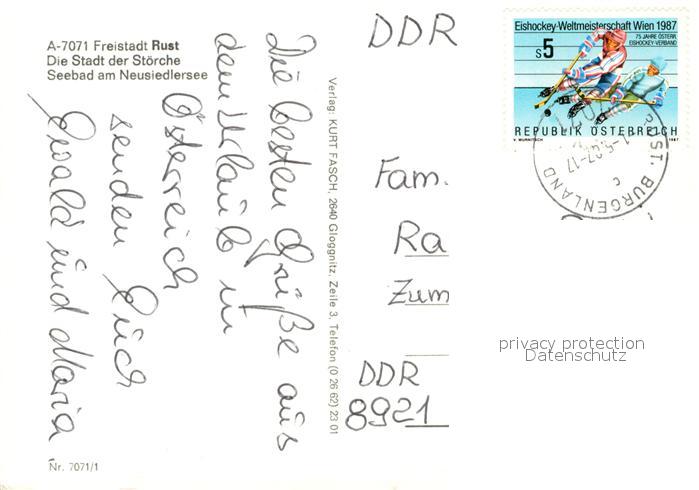 A-7071 Freistadt Rust
Die Stadt der Störche
Seebad am Neusiedlersee
Die besten Grüße aus
dem Urlaub in
Österreich
senden Euch
Ewald und Maria
Nr. 7071/1
Verlag: KURT FASCH, 2640 Gloggnitz, Zeile 3, Telefon (0 26 62) 23 01
DDR
Fam.
Ra
Zum
DDR
8921
Eishockey-Weltmeisterschaft Wien 1987
75 JAHRE ÖSTERR.
EISHOCKEY-VERBAND
S5
REPUBLIK ÖSTERREICH
1987
RUST, BURGENLAND
c
privacy protection
Datenschutz